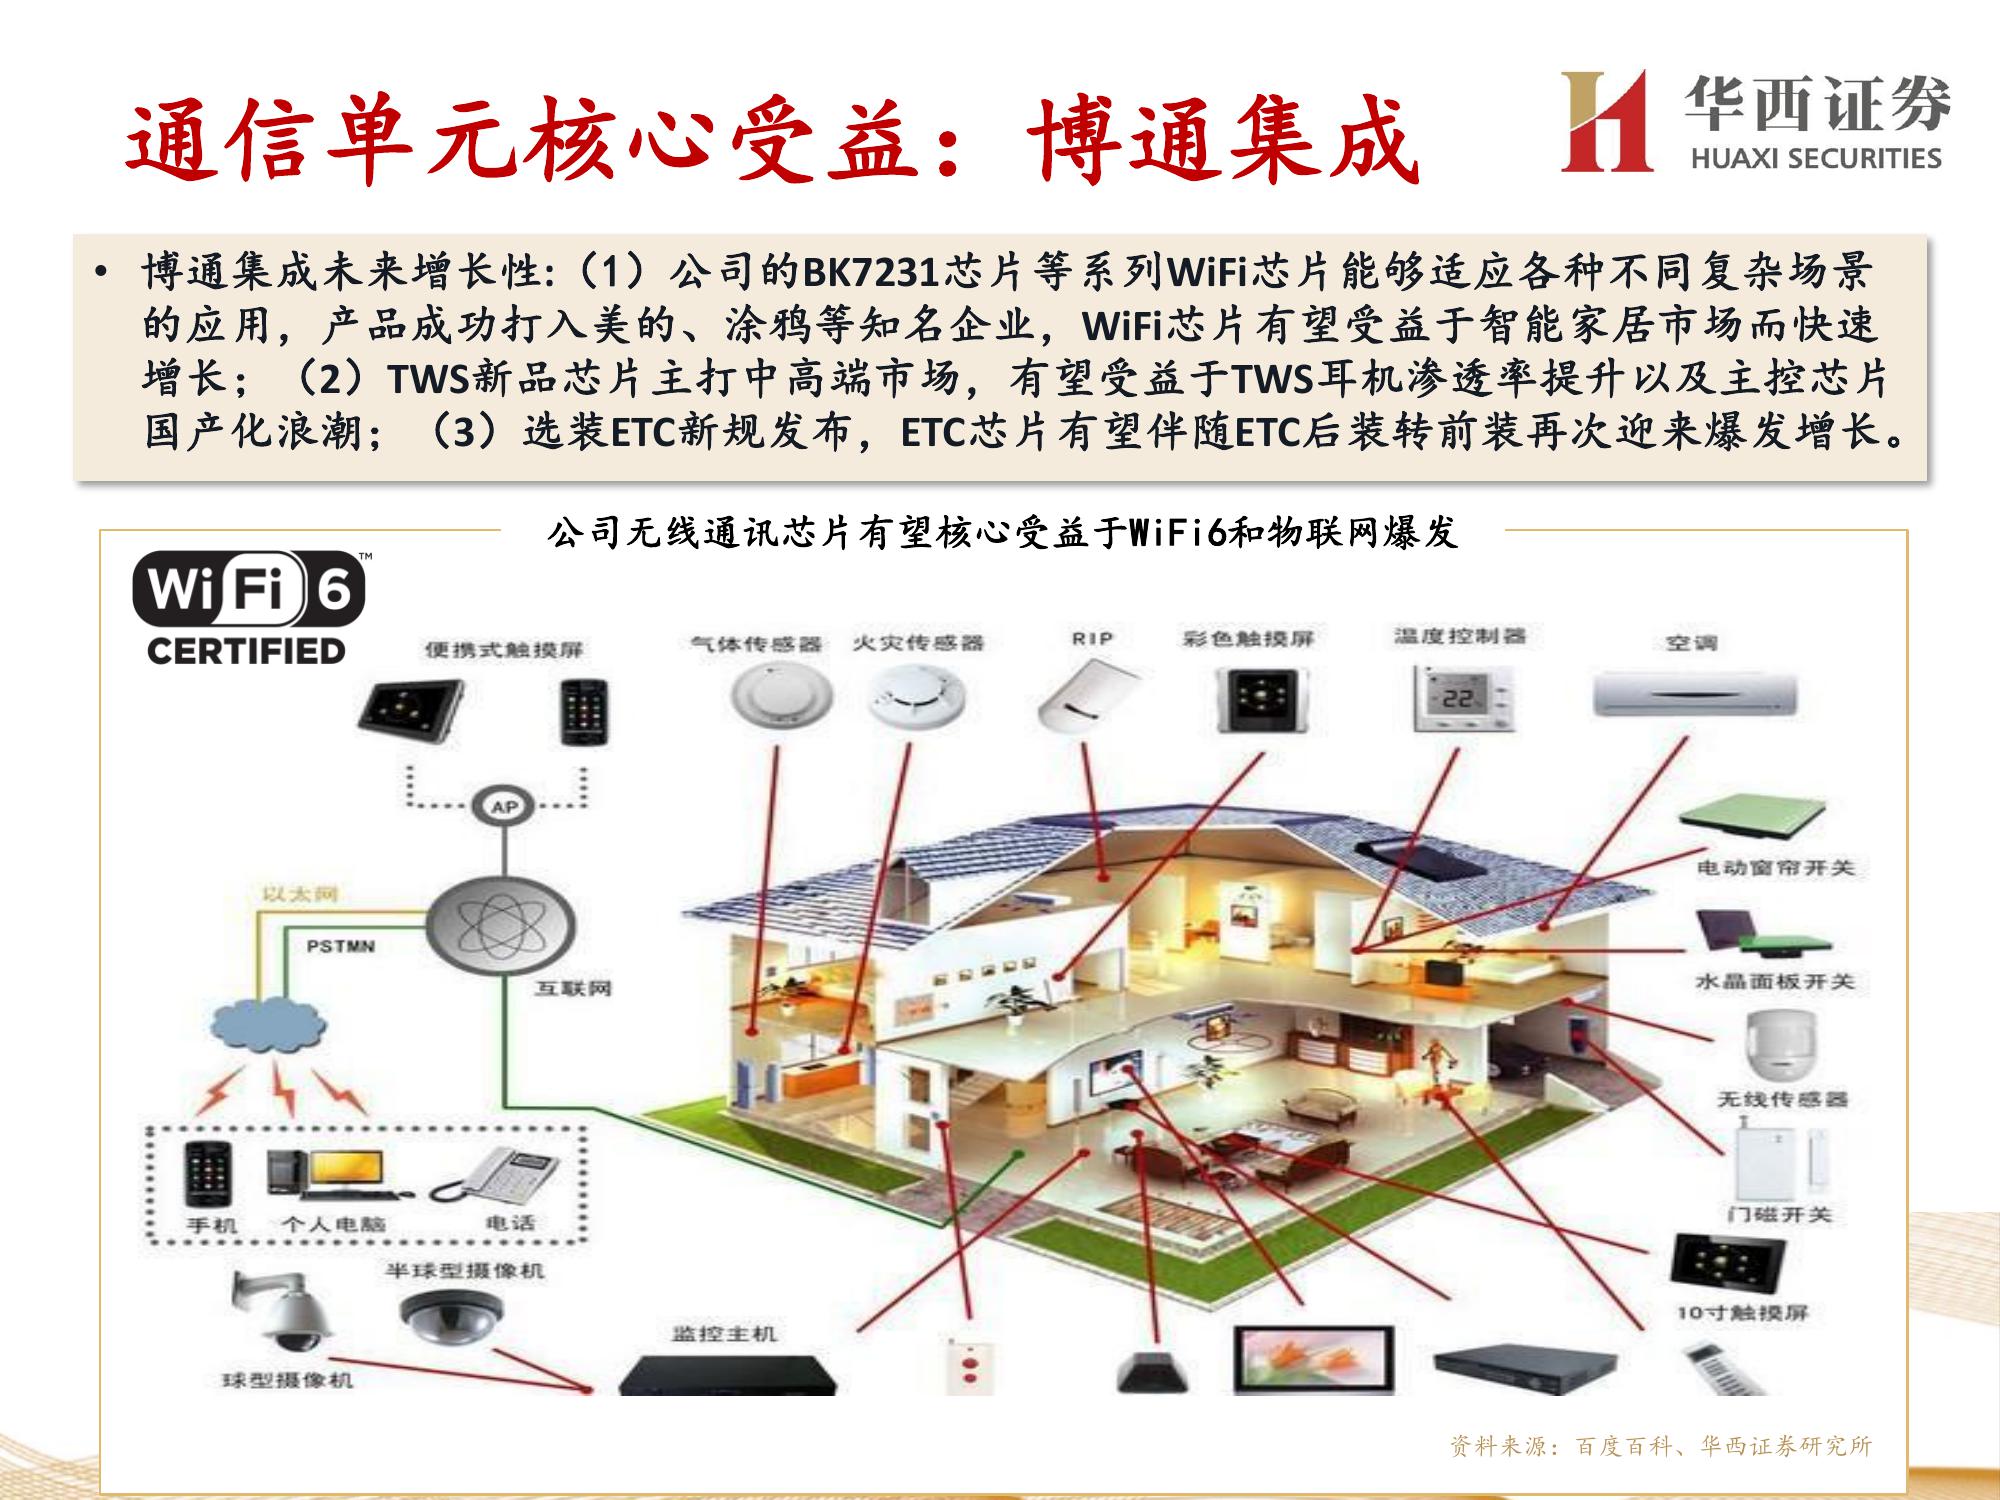 通信单元核心受益：博通集成
华西证券
HUAXI SECURITIES
• 博通集成未来增长性:（1）公司的BK7231芯片等系列WiFi芯片能够适应各种不同复杂场景
的应用，产品成功打入美的、涂鸦等知名企业，WiFi芯片有望受益于智能家居市场而快速
增长；（2）TWS新品芯片主打中高端市场，有望受益于TWS耳机渗透率提升以及主控芯片
国产化浪潮；（3）选装ETC新规发布，ETC芯片有望伴随ETC后装转前装再次迎来爆发增长。
公司无线通讯芯片有望核心受益于WiFi6和物联网爆发
Wi Fi 6 ™
CERTIFIED
便携式触摸屏
气体传感器
火灾传感器
RIP
彩色触摸屏
温度控制器
空调
22
AP
电动窗帘开关
以太网
PSTMN
互联网
水晶面板开关
无线传感器
手机
个人电脑
电话
门磁开关
半球型摄像机
10寸触摸屏
监控主机
球型摄像机
资料来源：百度百科、华西证券研究所